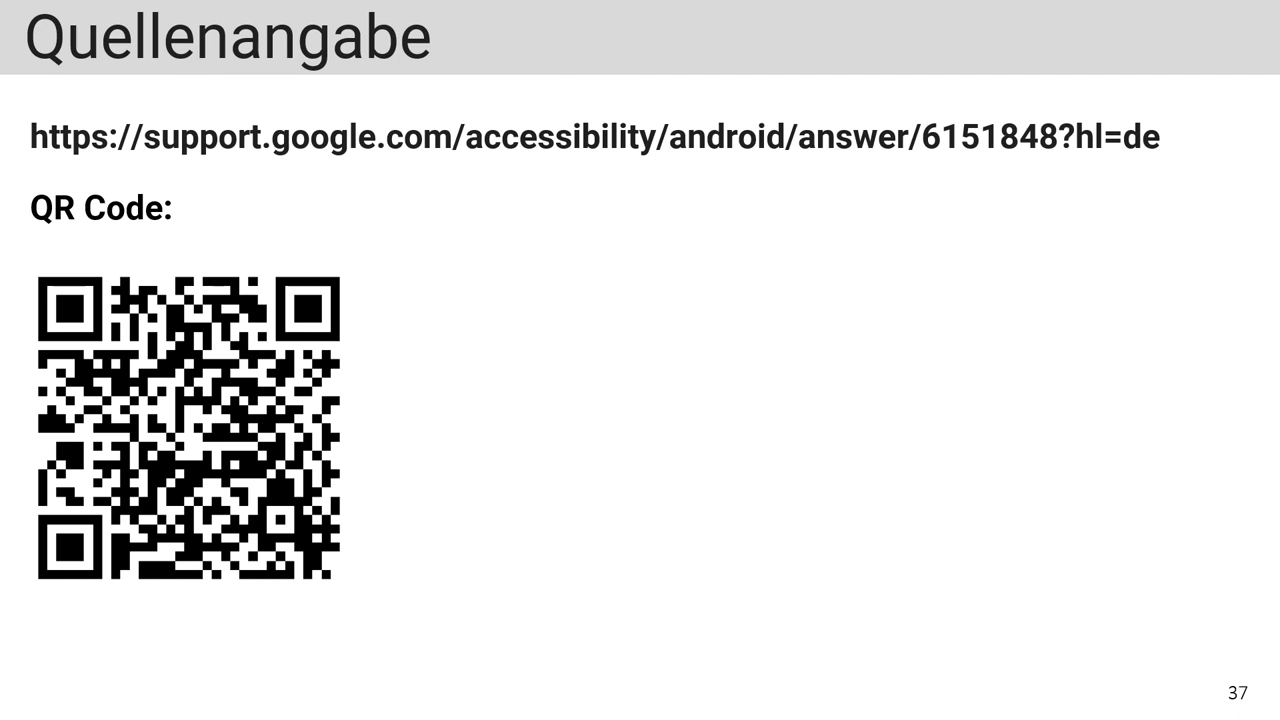 Quellenangabe
https://support.google.com/accessibility/android/answer/6151848?hl=de
QR Code:
37